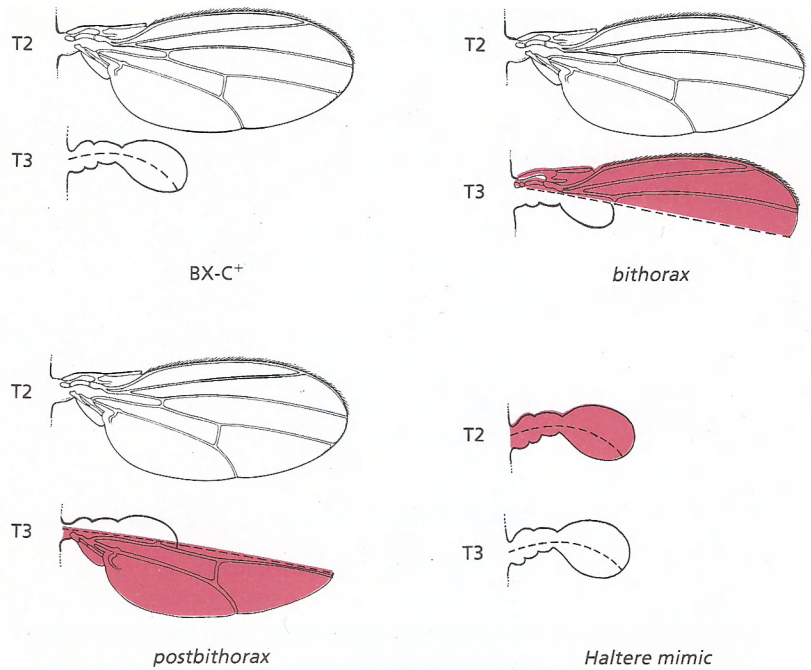 T2
T3
BX-C⁺
T2
T3
bithorax
T2
T3
postbithorax
T2
T3
Haltere mimic